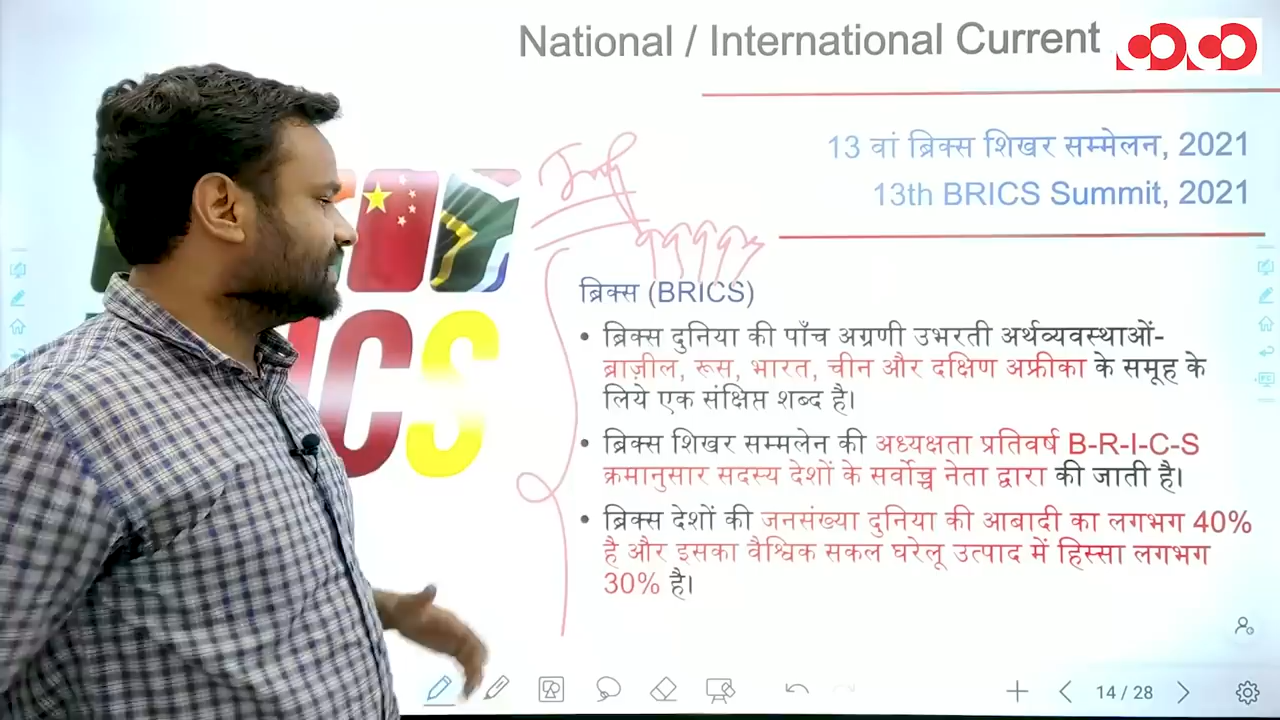 National / International Current
13 वां ब्रिक्स शिखर सम्मेलन, 2021
13th BRICS Summit, 2021
ब्रिक्स (BRICS)
• ब्रिक्स दुनिया की पाँच अग्रणी उभरती अर्थव्यवस्थाओं-
ब्राज़ील, रूस, भारत, चीन और दक्षिण अफ्रीका के समूह के
लिये एक संक्षिप्त शब्द है।
• ब्रिक्स शिखर सम्मलेन की अध्यक्षता प्रतिवर्ष B-R-I-C-S
क्रमानुसार सदस्य देशों के सर्वोच्च नेता द्वारा की जाती है।
• ब्रिक्स देशों की जनसंख्या दुनिया की आबादी का लगभग 40%
है और इसका वैश्विक सकल घरेलू उत्पाद में हिस्सा लगभग
30% है।
CS
14 / 28